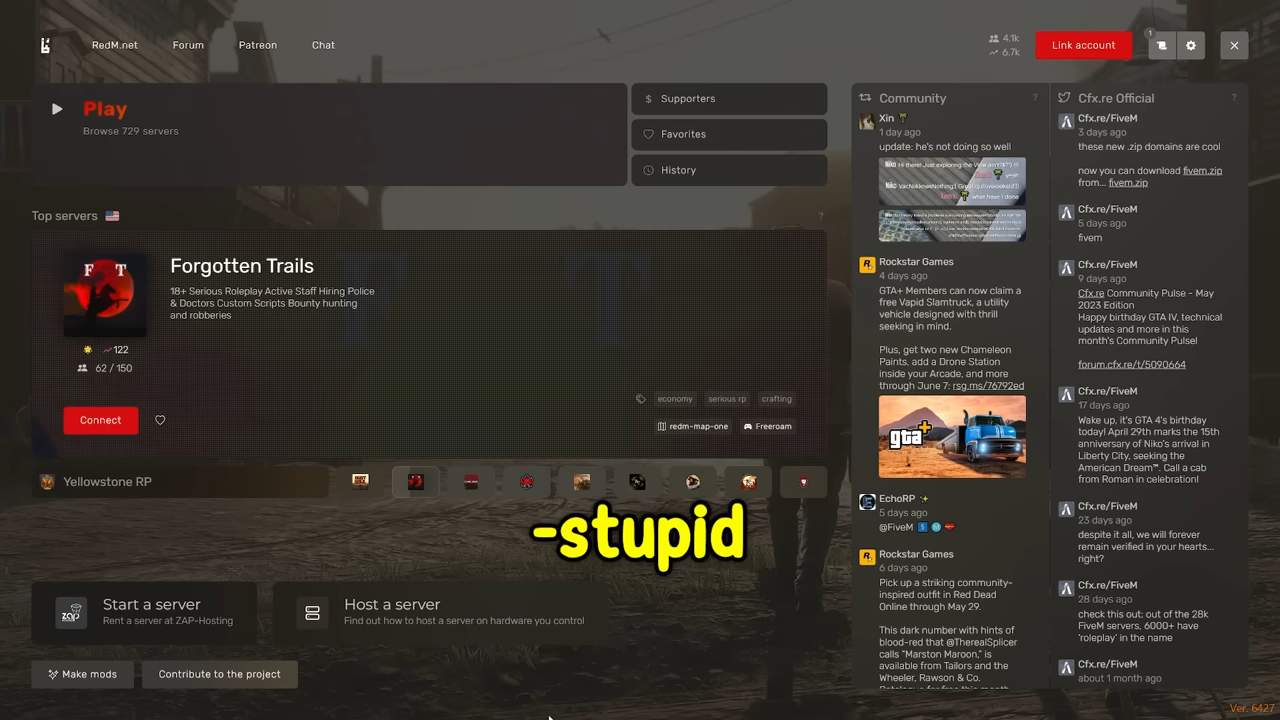 RedM.net
Forum
Patreon
Chat
4.1k
6.7k
Link account
1
Play
Browse 729 servers
$ Supporters
Favorites
History
Top servers
?
Forgotten Trails
18+ Serious Roleplay Active Staff Hiring Police
& Doctors Custom Scripts Bounty hunting
and robberies
F T
122
62 / 150
economy
serious rp
crafting
Connect
redm-map-one
Freeroam
Yellowstone RP
-stupid
Start a server
Rent a server at ZAP-Hosting
zap
Host a server
Find out how to host a server on hardware you control
Make mods
Contribute to the project
Community
?
Xin
1 day ago
update: he's not doing so well
Rockstar Games
4 days ago
GTA+ Members can now claim a
free Vapid Slamtruck, a utility
vehicle designed with thrill
seeking in mind.
Plus, get two new Chameleon
Paints, add a Drone Station
inside your Arcade, and more
through June 7: rsg.ms/76792ed
gta+
EchoRP
5 days ago
@FiveM
Rockstar Games
6 days ago
Pick up a striking community-
inspired outfit in Red Dead
Online through May 29.
This dark number with hints of
blood-red that @TherealSplicer
calls "Marston Maroon," is
available from Tailors and the
Wheeler, Rawson & Co.
Cfx.re Official
?
Cfx.re/FiveM
3 days ago
these new .zip domains are cool
now you can download fivem.zip
from... fivem.zip
Cfx.re/FiveM
5 days ago
fivem
Cfx.re/FiveM
9 days ago
Cfx.re Community Pulse - May
2023 Edition
Happy birthday GTA IV, technical
updates and more in this
month's Community Pulse!
forum.cfx.re/t/5090664
Cfx.re/FiveM
17 days ago
Wake up, it's GTA 4's birthday
today! April 29th marks the 15th
anniversary of Niko's arrival in
Liberty City, seeking the
American Dream™. Call a cab
from Roman in celebration!
Cfx.re/FiveM
23 days ago
despite it all, we will forever
remain verified in your hearts...
right?
Cfx.re/FiveM
28 days ago
check this out: out of the 28k
FiveM servers, 6000+ have
'roleplay' in the name
Cfx.re/FiveM
about 1 month ago
Ver. 6427